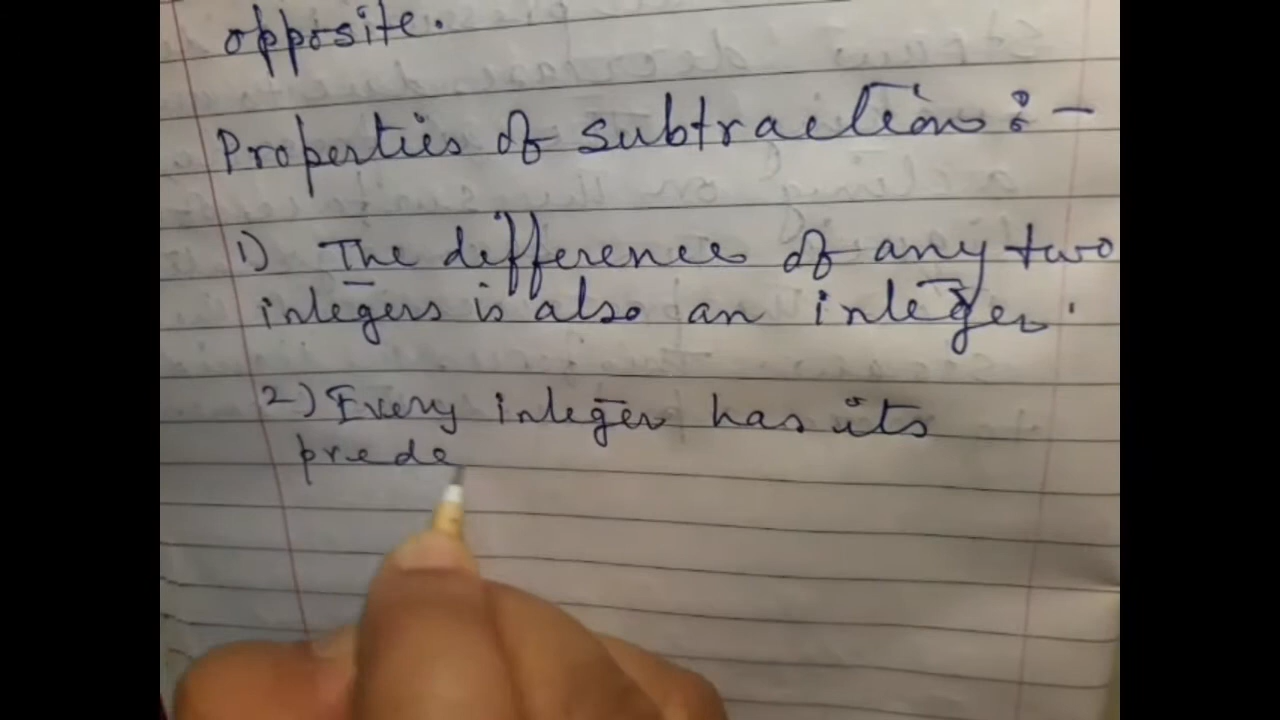 opposite.
Properties of subtraction :-
1) The difference of any two
integers is also an integer.
2) Every integer has its
prede